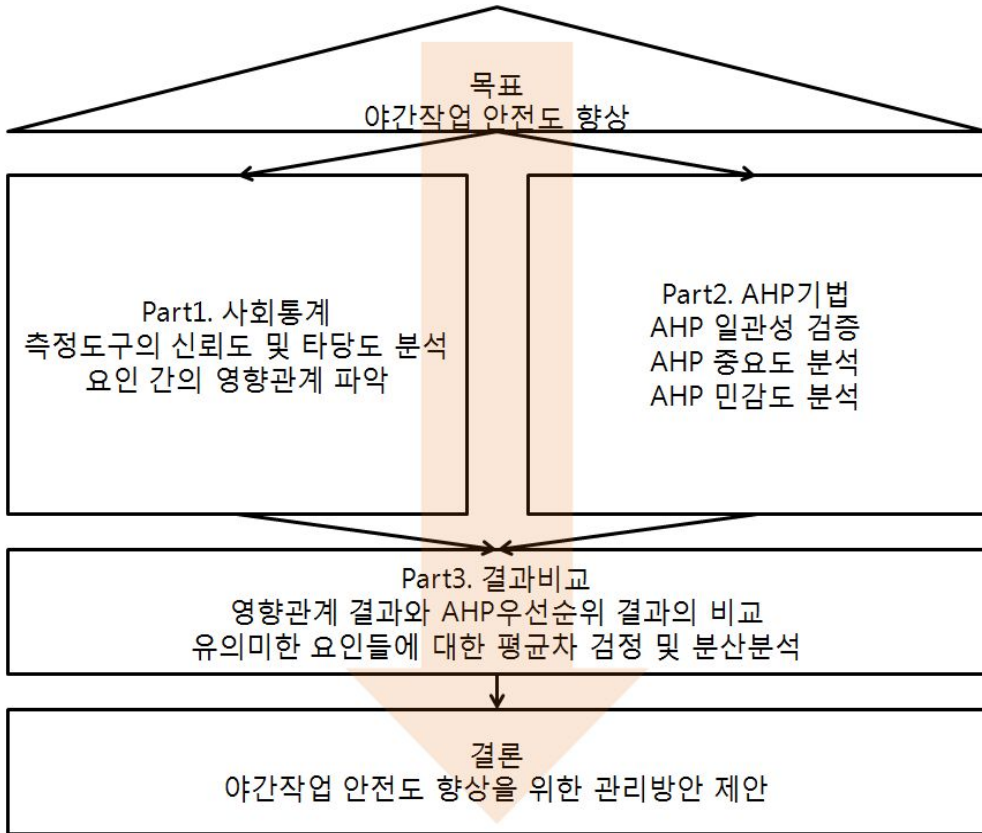 목표
야간작업 안전도 향상
Part1. 사회통계
측정도구의 신뢰도 및 타당도 분석
요인 간의 영향관계 파악
Part2. AHP기법
AHP 일관성 검증
AHP 중요도 분석
AHP 민감도 분석
Part3. 결과비교
영향관계 결과와 AHP우선순위 결과의 비교
유의미한 요인들에 대한 평균차 검정 및 분산분석
결론
야간작업 안전도 향상을 위한 관리방안 제안